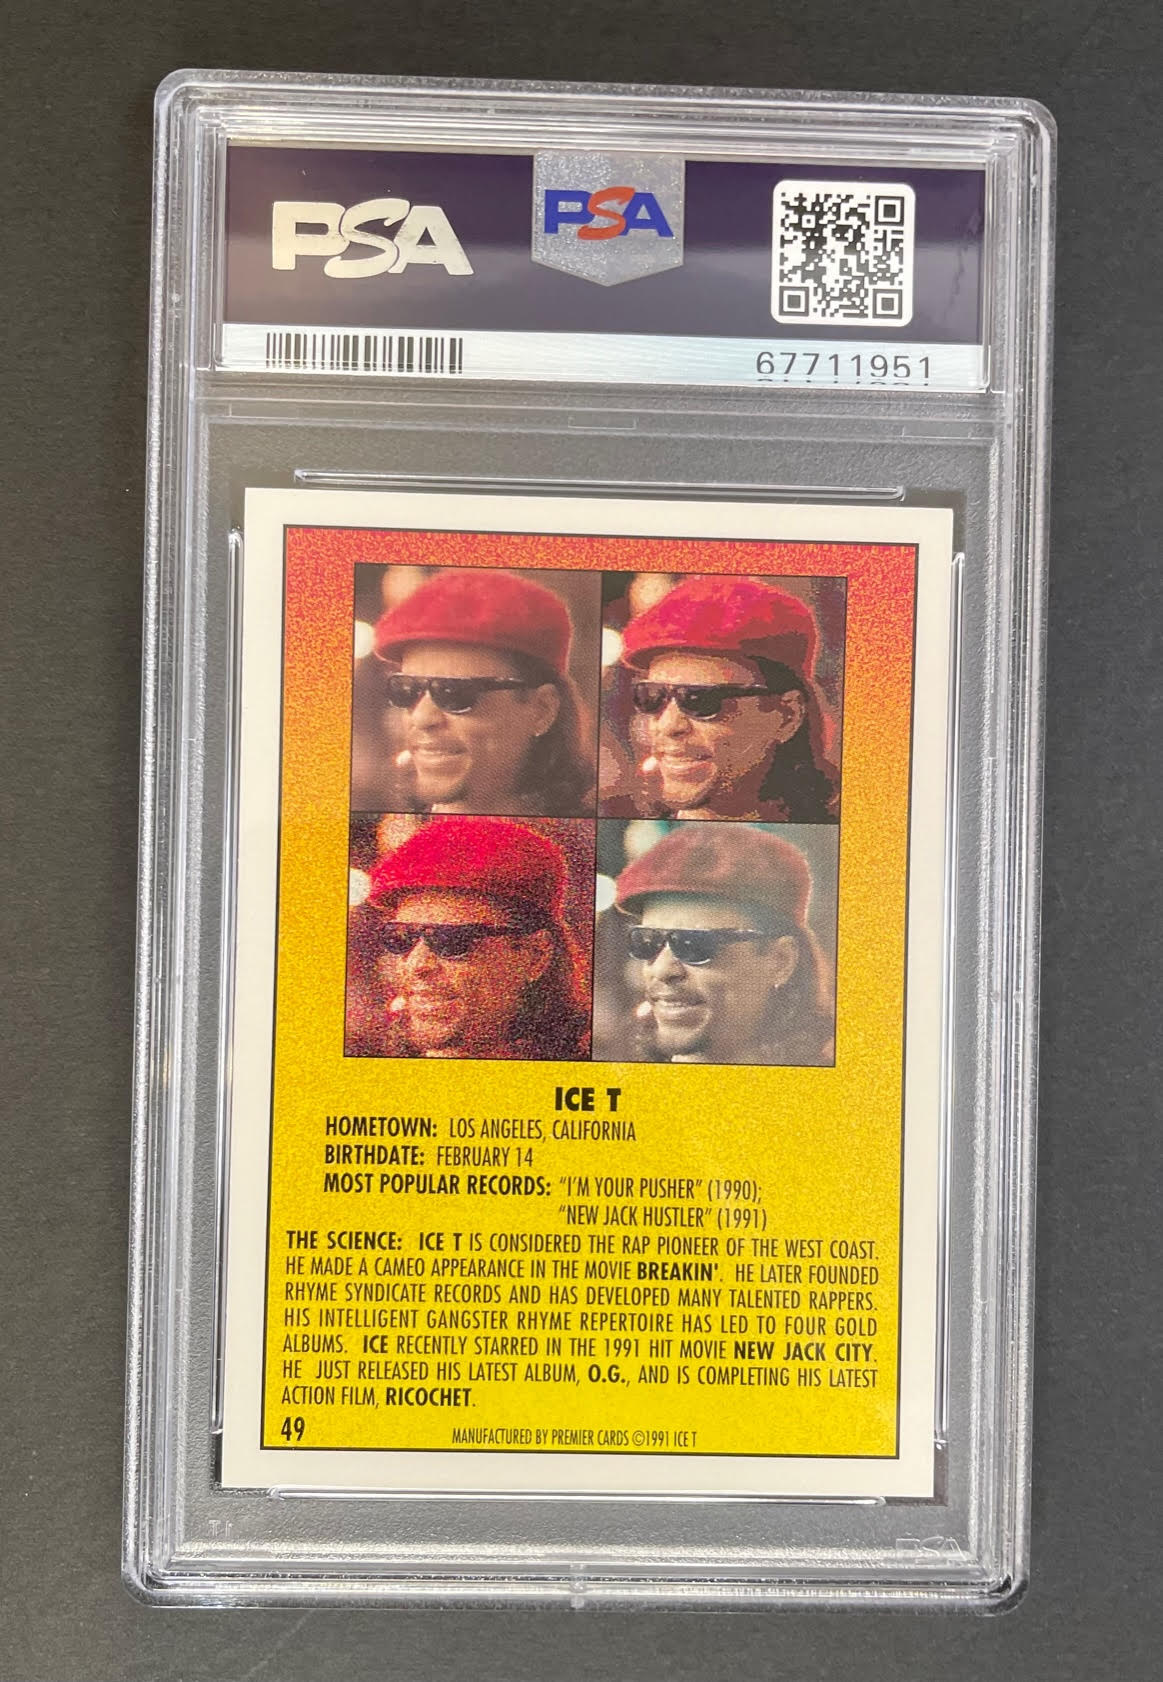 PSA
PSA
67711951
ICE T
HOMETOWN: LOS ANGELES, CALIFORNIA
BIRTHDATE: FEBRUARY 14
MOST POPULAR RECORDS: "I'M YOUR PUSHER" (1990);
"NEW JACK HUSTLER" (1991)
THE SCIENCE: ICE T IS CONSIDERED THE RAP PIONEER OF THE WEST COAST.
HE MADE A CAMEO APPEARANCE IN THE MOVIE BREAKIN'. HE LATER FOUNDED
RHYME SYNDICATE RECORDS AND HAS DEVELOPED MANY TALENTED RAPPERS.
HIS INTELLIGENT GANGSTER RHYME REPERTOIRE HAS LED TO FOUR GOLD
ALBUMS. ICE RECENTLY STARRED IN THE 1991 HIT MOVIE NEW JACK CITY.
HE JUST RELEASED HIS LATEST ALBUM, O.G., AND IS COMPLETING HIS LATEST
ACTION FILM, RICOCHET.
49 MANUFACTURED BY PREMIER CARDS ©1991 ICE T
PSA